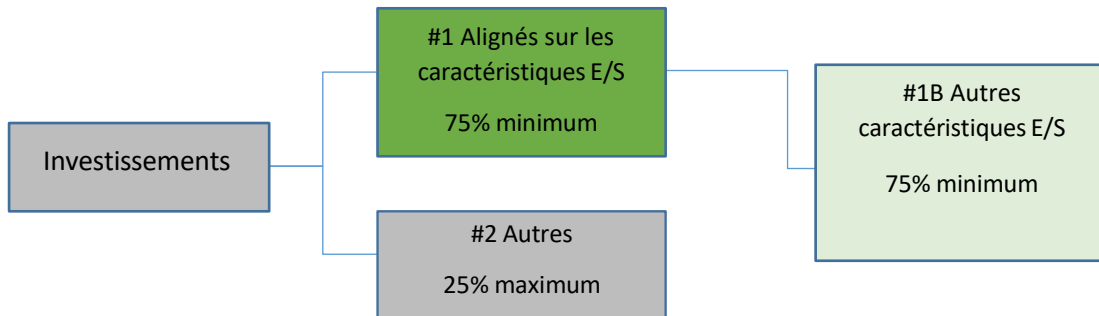 Investissements
#1 Alignés sur les
caractéristiques E/S
75% minimum
#2 Autres
25% maximum
#1B Autres
caractéristiques E/S
75% minimum